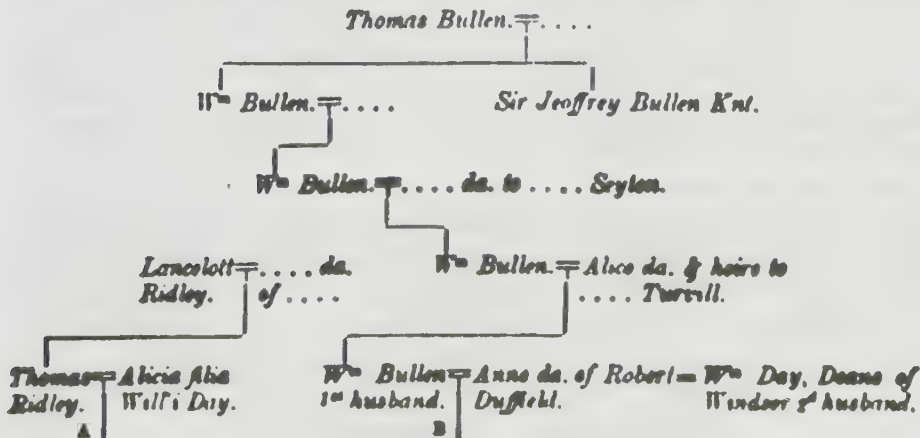 Thomas Bullen. = . . . .
Wm Bullen. = . . . . Sir Jeoffrey Bullen Knt.
Wm Bullen. = . . . . da. to . . . . Seyton.
Lancelott = . . . . da. Wm Bullen. = Alice da. & heire to
Ridley. of . . . . . . . . Turvill.
Thomas = Alicia filia Wm Bullen = Anne da. of Robert = Wm Day, Deane of
Ridley. Will'i Day. 1st husband. Duffield. Windsor 2d husband.
A B